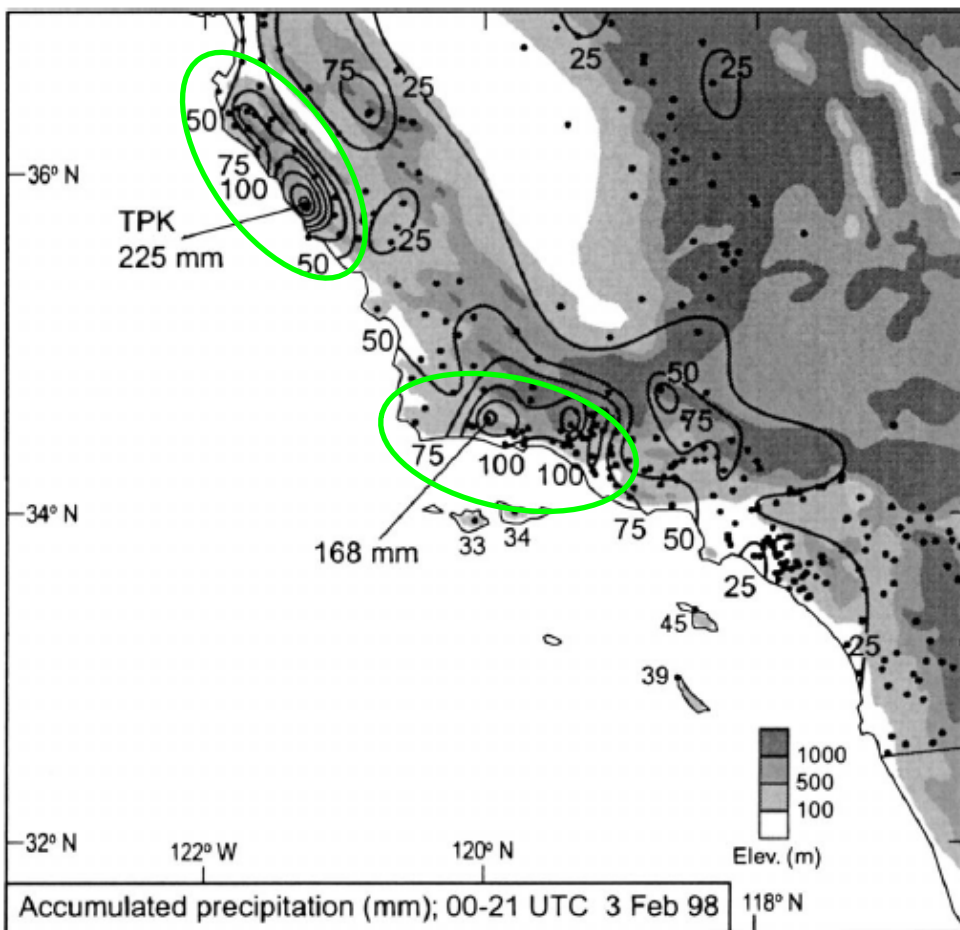 75
25
25
25
50
36° N
75
100
TPK
225 mm
50
25
50
50
75
75
100
100
34° N
75
50
33
34
168 mm
25
45
25
39
1000
500
100
32° N
122° W
120° N
Elev. (m)
Accumulated precipitation (mm); 00-21 UTC 3 Feb 98
118° N